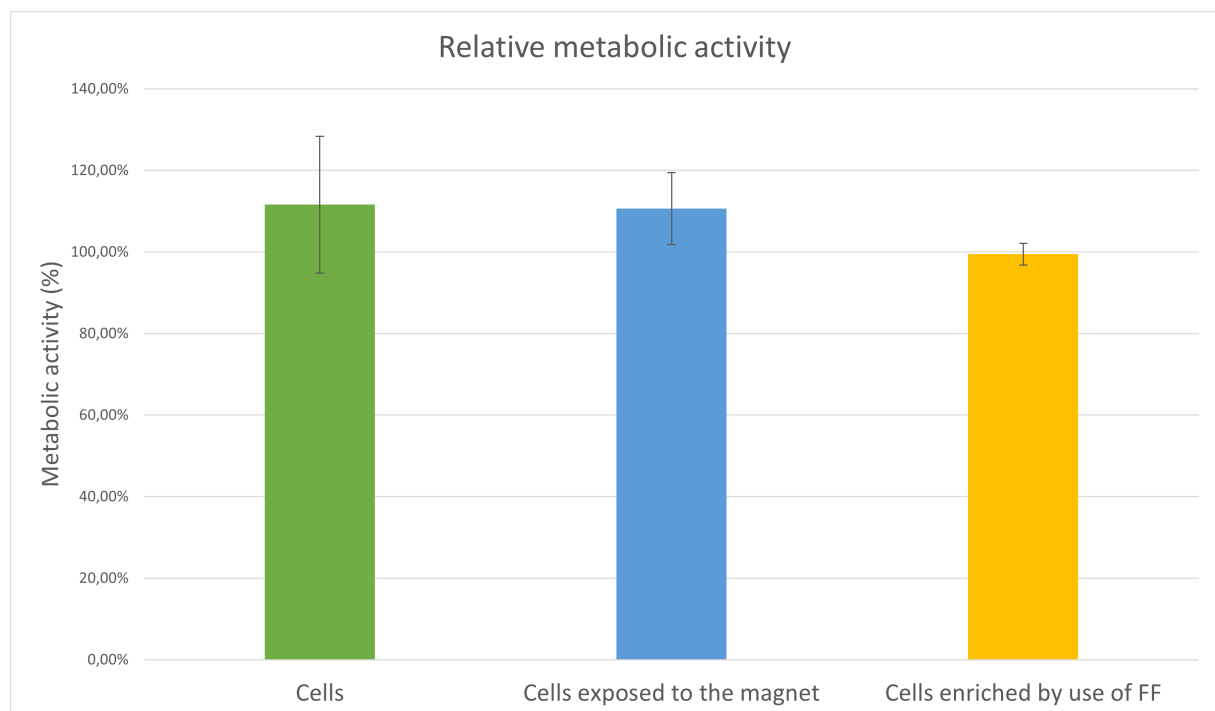 Relative metabolic activity
140,00%
120,00%
100,00%
80,00%
60,00%
40,00%
20,00%
0,00%
Metabolic activity (%)
Cells
Cells exposed to the magnet
Cells enriched by use of FF